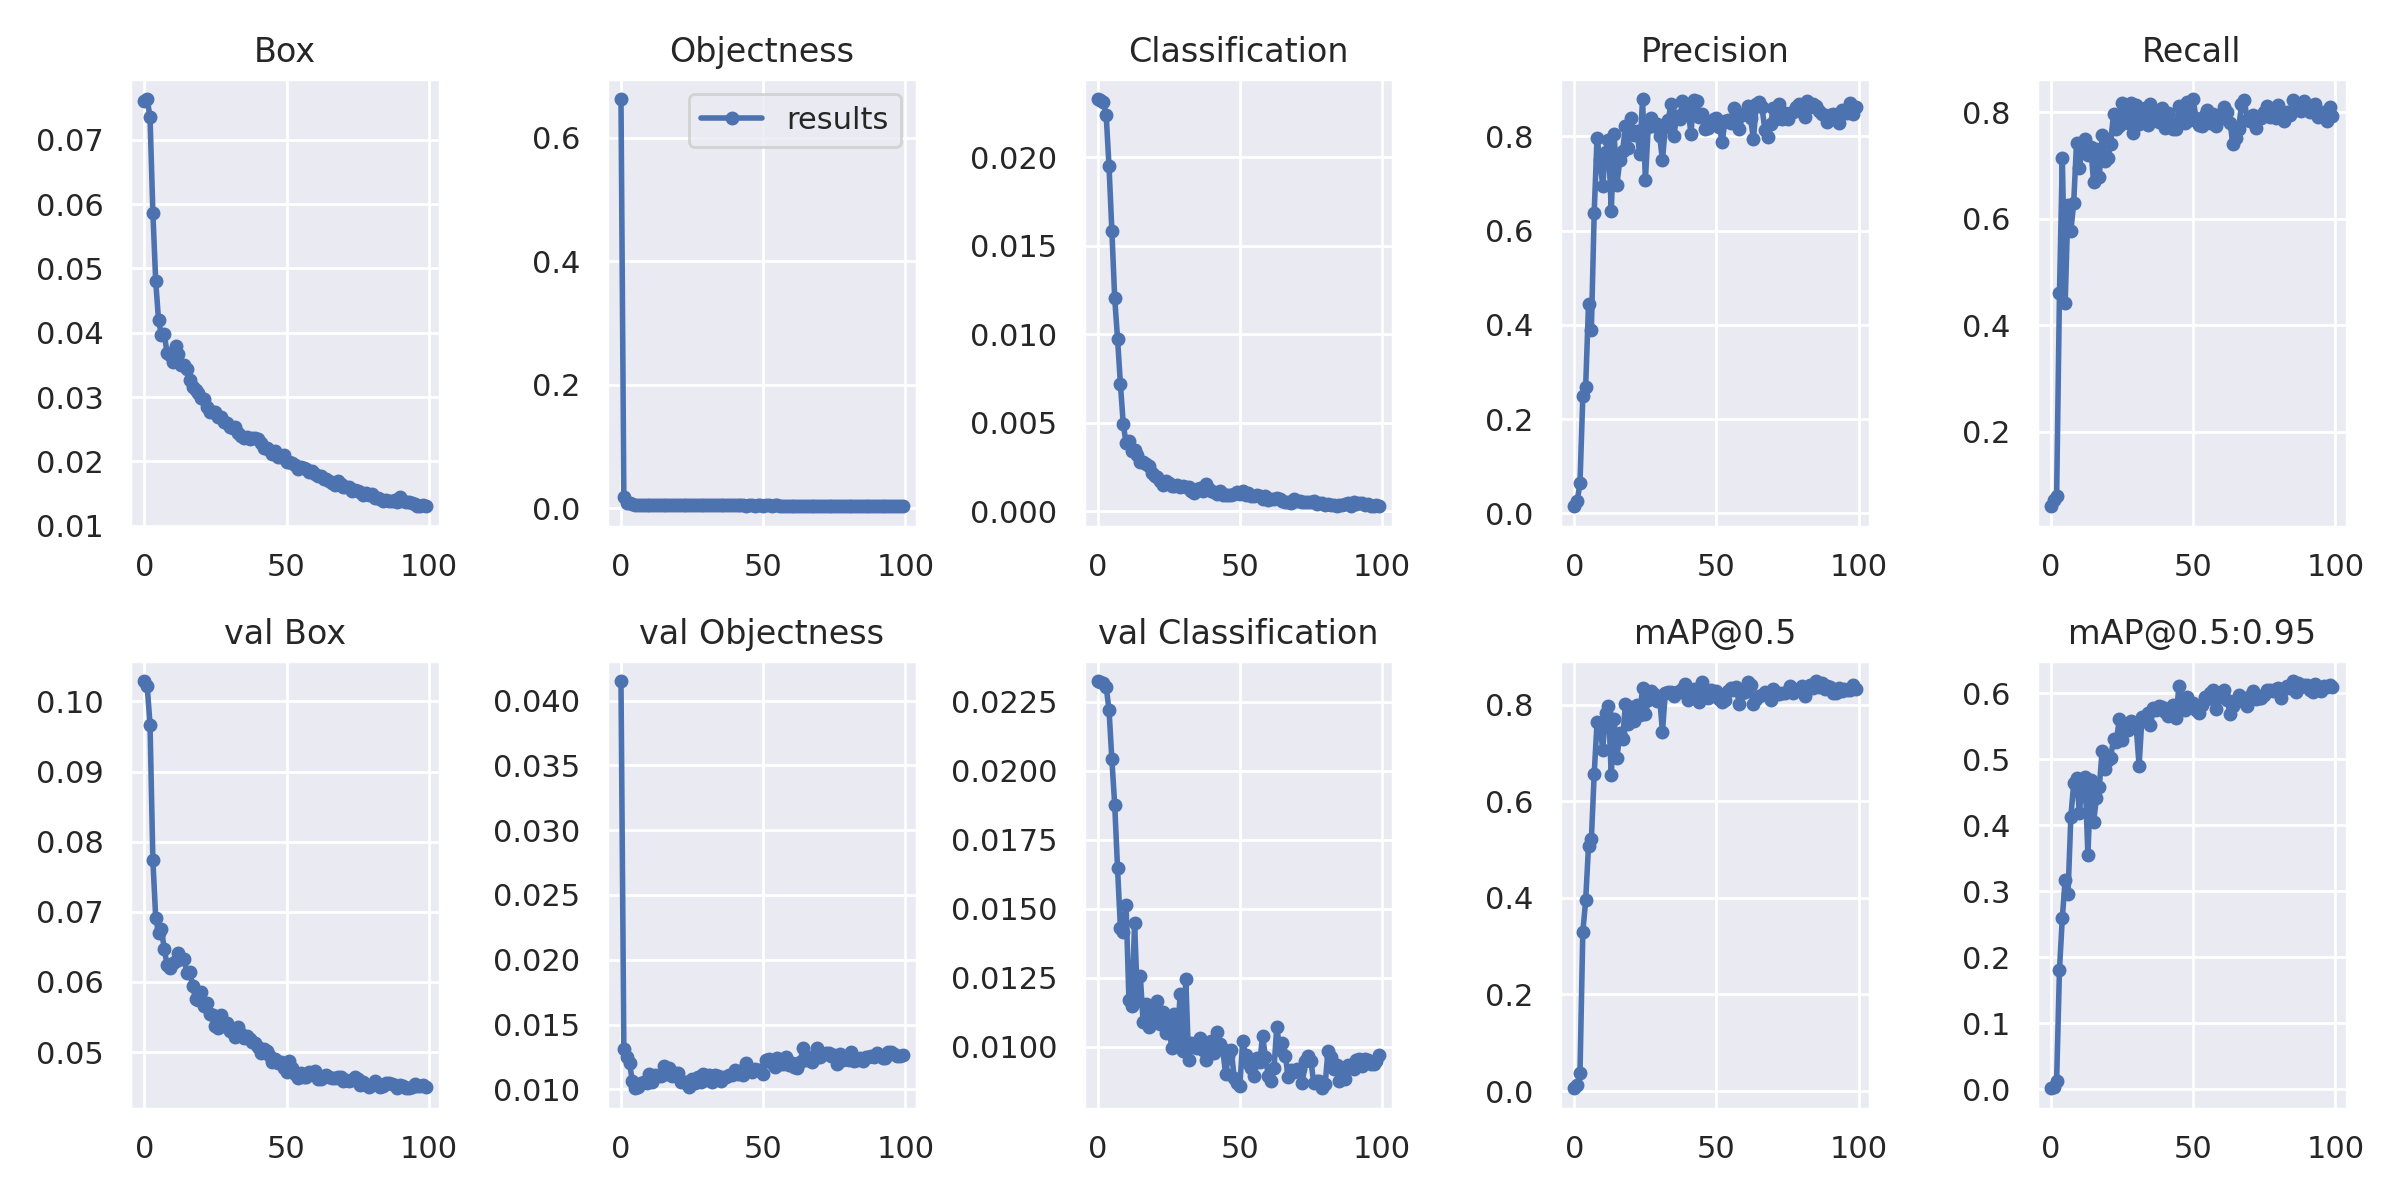 Box
0.07
0.06
0.05
0.04
0.03
0.02
0.01
0 50 100
Objectness
results
0.6
0.4
0.2
0.0
0 50 100
Classification
0.020
0.015
0.010
0.005
0.000
0 50 100
Precision
0.8
0.6
0.4
0.2
0.0
0 50 100
Recall
0.8
0.6
0.4
0.2
0 50 100
val Box
0.10
0.09
0.08
0.07
0.06
0.05
0 50 100
val Objectness
0.040
0.035
0.030
0.025
0.020
0.015
0.010
0 50 100
val Classification
0.0225
0.0200
0.0175
0.0150
0.0125
0.0100
0 50 100
mAP@0.5
0.8
0.6
0.4
0.2
0.0
0 50 100
mAP@0.5:0.95
0.6
0.5
0.4
0.3
0.2
0.1
0.0
0 50 100